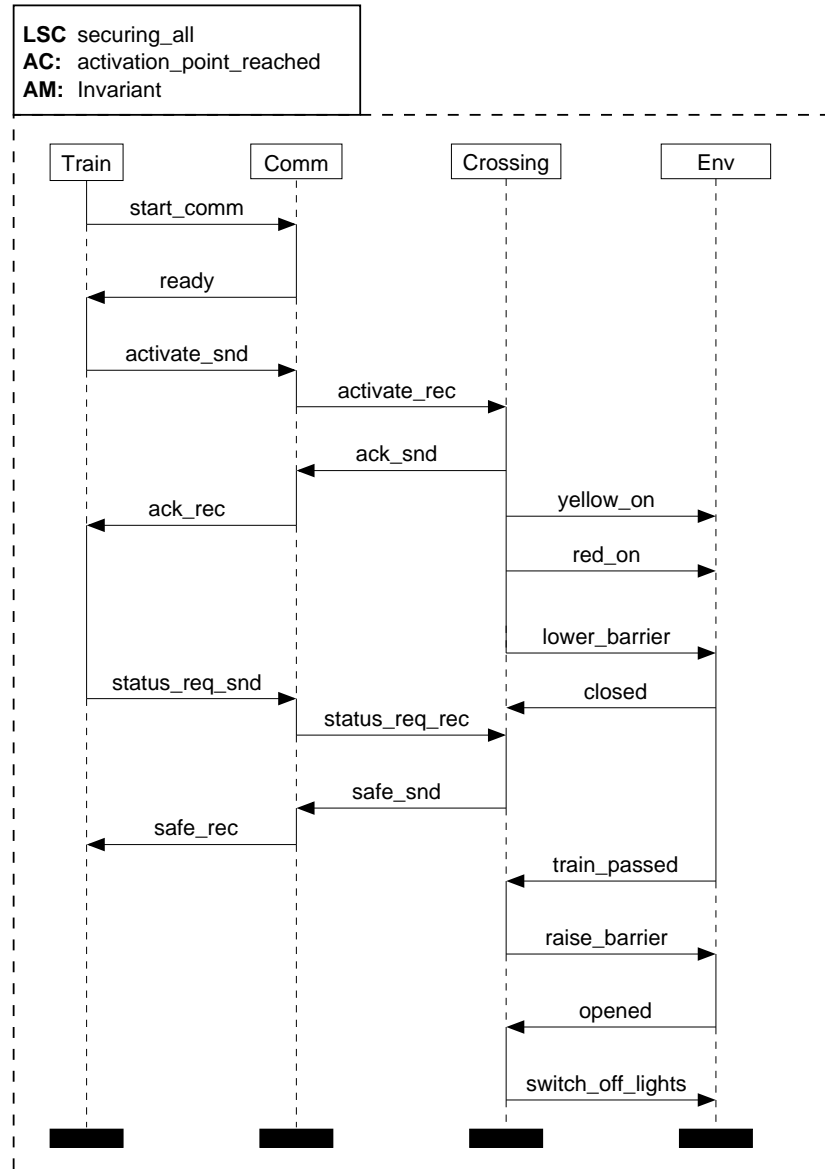 LSC securing_all
AC: activation_point_reached
AM: Invariant
Train Comm Crossing Env
start_comm
ready
activate_snd
activate_rec
ack_snd
yellow_on
ack_rec
red_on
lower_barrier
status_req_snd
closed
status_req_rec
safe_snd
safe_rec
train_passed
raise_barrier
opened
switch_off_lights